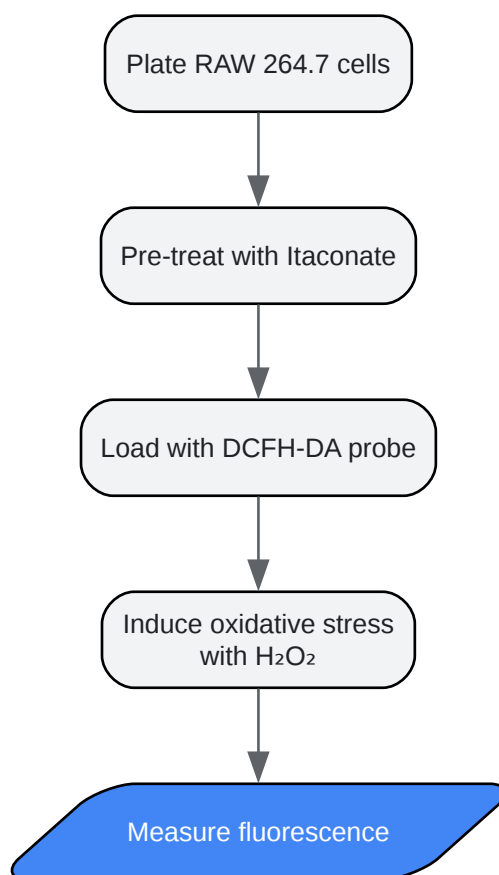 Plate RAW 264.7 cells
Pre-treat with Itaconate
Load with DCFH-DA probe
Induce oxidative stress
with H₂O₂
Measure fluorescence